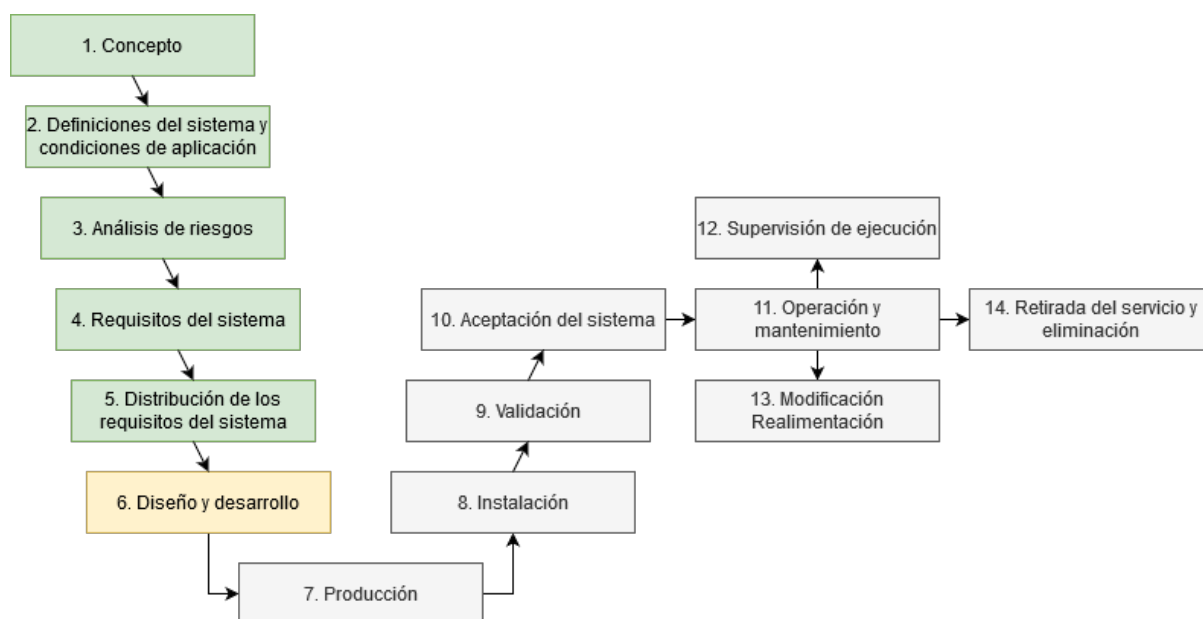 1. Concepto
2. Definiciones del sistema y
condiciones de aplicación
3. Análisis de riesgos
4. Requisitos del sistema
5. Distribución de los
requisitos del sistema
6. Diseño y desarrollo
7. Producción
8. Instalación
9. Validación
10. Aceptación del sistema
11. Operación y
mantenimiento
12. Supervisión de ejecución
13. Modificación
Realimentación
14. Retirada del servicio y
eliminación